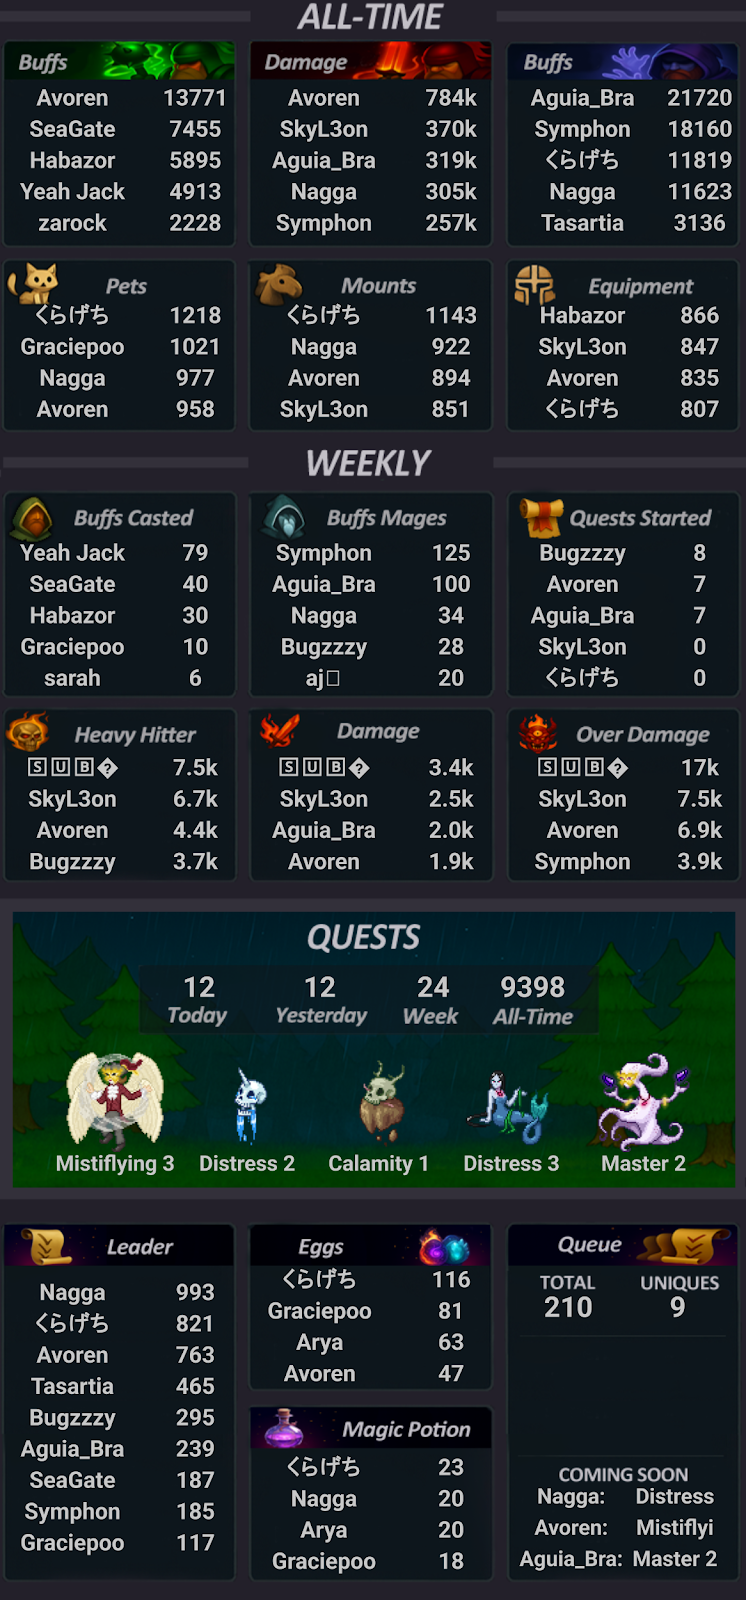 ALL-TIME
Buffs
Avoren 13771
SeaGate 7455
Habazor 5895
Yeah Jack 4913
zarock 2228
Damage
Avoren 784k
SkyL3on 370k
Aguia_Bra 319k
Nagga 305k
Symphon 257k
Buffs
Aguia_Bra 21720
Symphon 18160
くらげち 11819
Nagga 11623
Tasartia 3136
Pets
くらげち 1218
Graciepoo 1021
Nagga 977
Avoren 958
Mounts
くらげち 1143
Nagga 922
Avoren 894
SkyL3on 851
Equipment
Habazor 866
SkyL3on 847
Avoren 835
くらげち 807
WEEKLY
Buffs Casted
Yeah Jack 79
SeaGate 40
Habazor 30
Graciepoo 10
sarah 6
Buffs Mages
Symphon 125
Aguia_Bra 100
Nagga 34
Bugzzzy 28
aj□ 20
Quests Started
Bugzzzy 8
Avoren 7
Aguia_Bra 7
SkyL3on 0
くらげち 0
Heavy Hitter
🅂🅄🄱� 7.5k
SkyL3on 6.7k
Avoren 4.4k
Bugzzzy 3.7k
Damage
🅂🅄🄱� 3.4k
SkyL3on 2.5k
Aguia_Bra 2.0k
Avoren 1.9k
Over Damage
🅂🅄🄱� 17k
SkyL3on 7.5k
Avoren 6.9k
Symphon 3.9k
QUESTS
12 12 24 9398
Today Yesterday Week All-Time
Mistiflying 3 Distress 2 Calamity 1 Distress 3 Master 2
Leader
Nagga 993
くらげち 821
Avoren 763
Tasartia 465
Bugzzzy 295
Aguia_Bra 239
SeaGate 187
Symphon 185
Graciepoo 117
Eggs
くらげち 116
Graciepoo 81
Arya 63
Avoren 47
Magic Potion
くらげち 23
Nagga 20
Arya 20
Graciepoo 18
Queue
TOTAL UNIQUES
210 9
COMING SOON
Nagga: Distress
Avoren: Mistiflyi
Aguia_Bra: Master 2